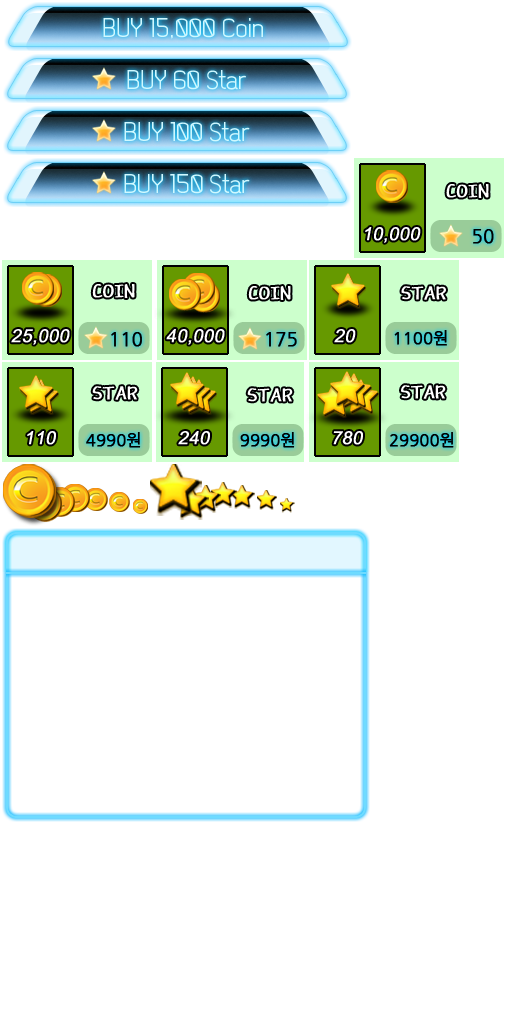 BUY 15,000 Coin
BUY 60 Star
BUY 100 Star
BUY 150 Star
COIN
10,000
50
COIN
25,000
110
COIN
40,000
175
STAR
20
1100원
STAR
110
4990원
STAR
240
9990원
STAR
780
29900원